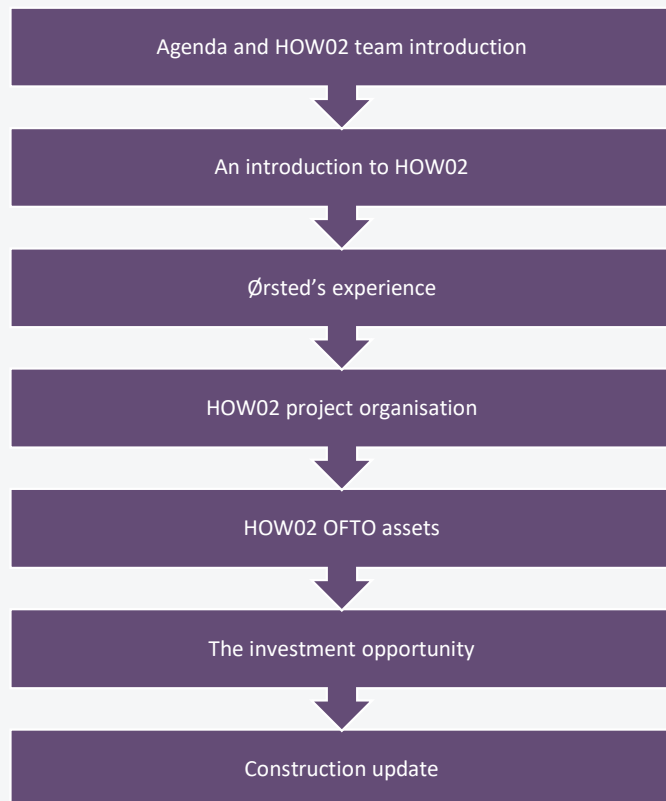 Agenda and HOW02 team introduction
An introduction to HOW02
Ørsted’s experience
HOW02 project organisation
HOW02 OFTO assets
The investment opportunity
Construction update